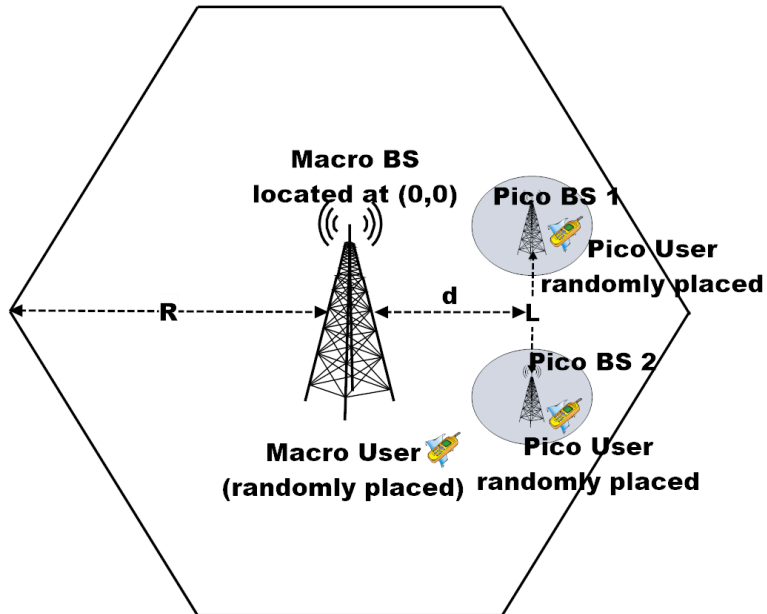 Macro BS
located at (0,0)
Pico BS 1
Pico User
randomly placed
R
d
L
Pico BS 2
Macro User
(randomly placed)
Pico User
randomly placed